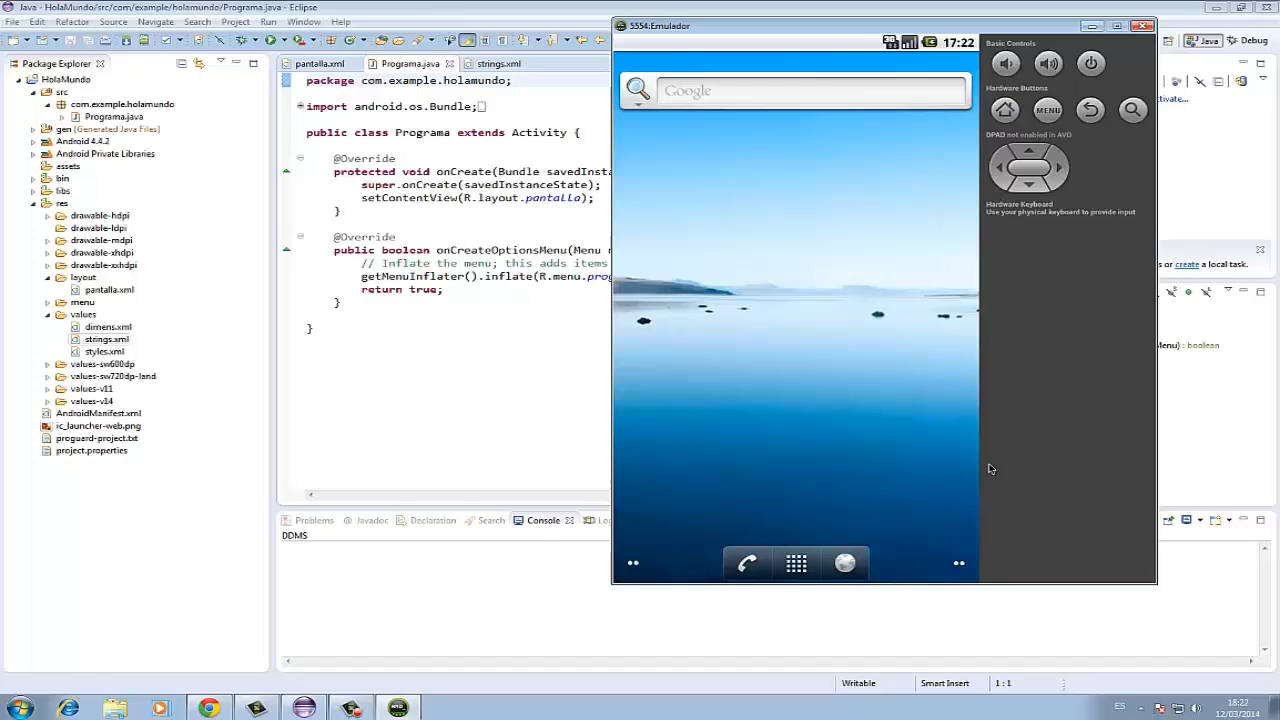 Java - HolaMundo/src/com/example/holamundo/Programa.java - Eclipse
File Edit Refactor Source Navigate Search Project Run Window Help
Java Debug
Package Explorer
HolaMundo
src
com.example.holamundo
Programa.java
gen [Generated Java Files]
Android 4.4.2
Android Private Libraries
assets
bin
libs
res
drawable-hdpi
drawable-ldpi
drawable-mdpi
drawable-xhdpi
drawable-xxhdpi
layout
pantalla.xml
menu
values
dimens.xml
strings.xml
styles.xml
values-sw600dp
values-sw720dp-land
values-v11
values-v14
AndroidManifest.xml
ic_launcher-web.png
proguard-project.txt
project.properties
pantalla.xml Programa.java strings.xml
package com.example.holamundo;
import android.os.Bundle;
public class Programa extends Activity {
@Override
protected void onCreate(Bundle savedInsta
super.onCreate(savedInstanceState);
setContentView(R.layout.pantalla);
}
@Override
public boolean onCreateOptionsMenu(Menu m
// Inflate the menu; this adds items
getMenuInflater().inflate(R.menu.pro
return true;
}
}
5554:Emulador
17:22
Google
Basic Controls
Hardware Buttons
MENU
DPAD not enabled in AVD
Hardware Keyboard
Use your physical keyboard to provide input
ctivate...
s or create a local task.
Menu) : boolean
Problems @ Javadoc Declaration Search Console Lo
DDMS
Writable Smart Insert 1 : 1
ES
18:22
12/03/2014